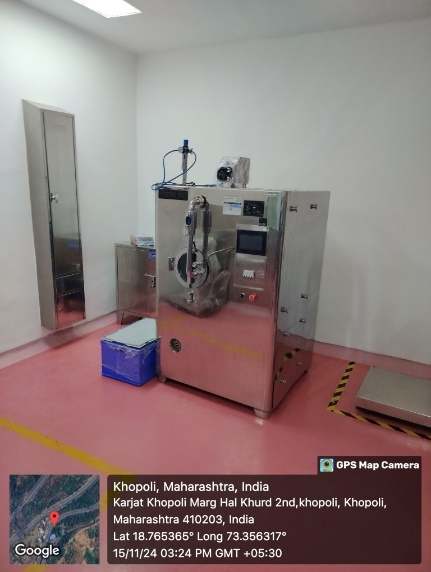 GPS Map Camera
Khopoli, Maharashtra, India
Karjat Khopoli Marg Hal Khurd 2nd,khopoli, Khopoli,
Maharashtra 410203, India
Lat 18.765365° Long 73.356317°
15/11/24 03:24 PM GMT +05:30
Google